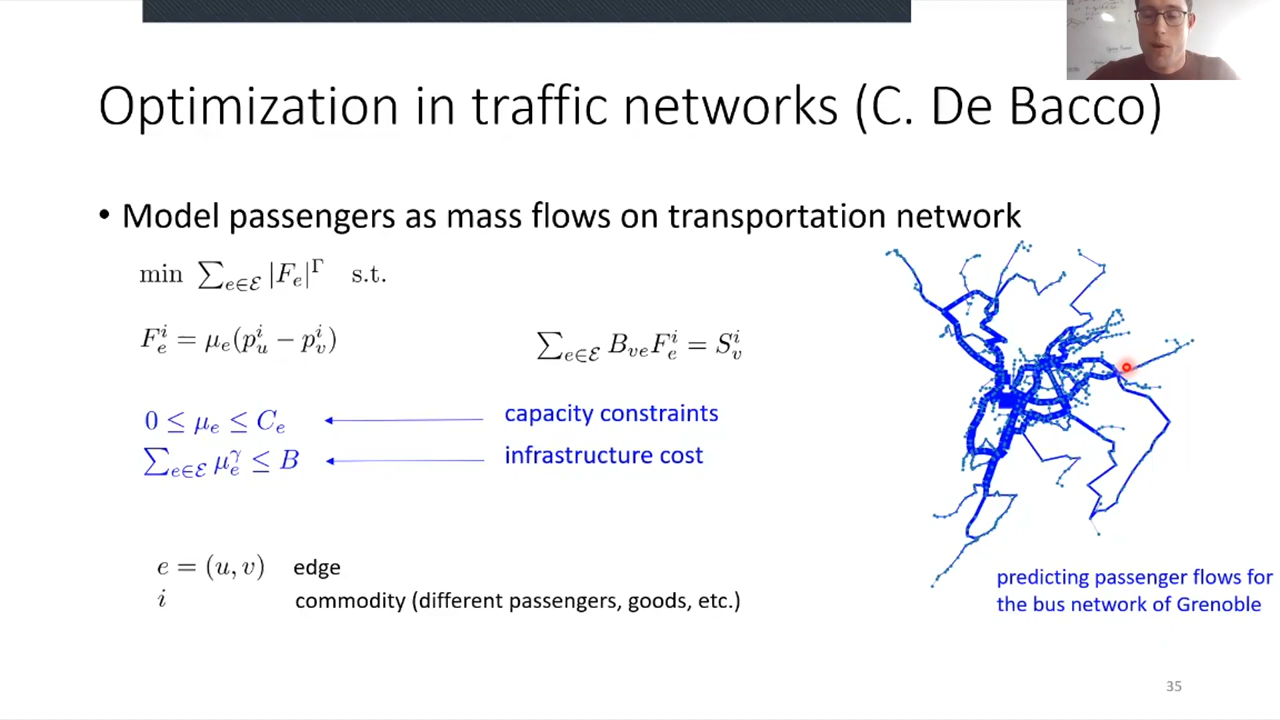 Optimization in traffic networks (C. De Bacco)
• Model passengers as mass flows on transportation network
min ∑_{e∈ℰ} |F_e|^Γ s.t.
F_e^i = μ_e(p_u^i − p_v^i) ∑_{e∈ℰ} B_{ve}F_e^i = S_v^i
0 ≤ μ_e ≤ C_e capacity constraints
∑_{e∈ℰ} μ_e^γ ≤ B infrastructure cost
e = (u, v) edge
i commodity (different passengers, goods, etc.)
predicting passenger flows for
the bus network of Grenoble
35